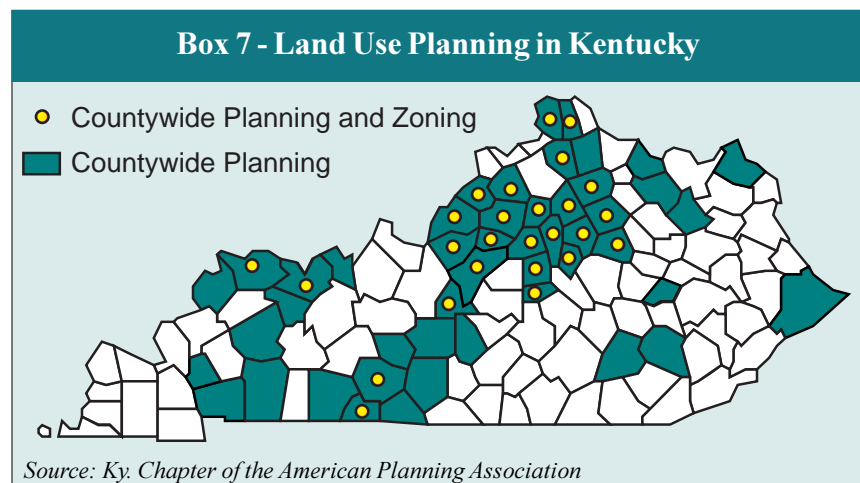 Box 7 - Land Use Planning in Kentucky
Countywide Planning and Zoning
Countywide Planning
Source: Ky. Chapter of the American Planning Association